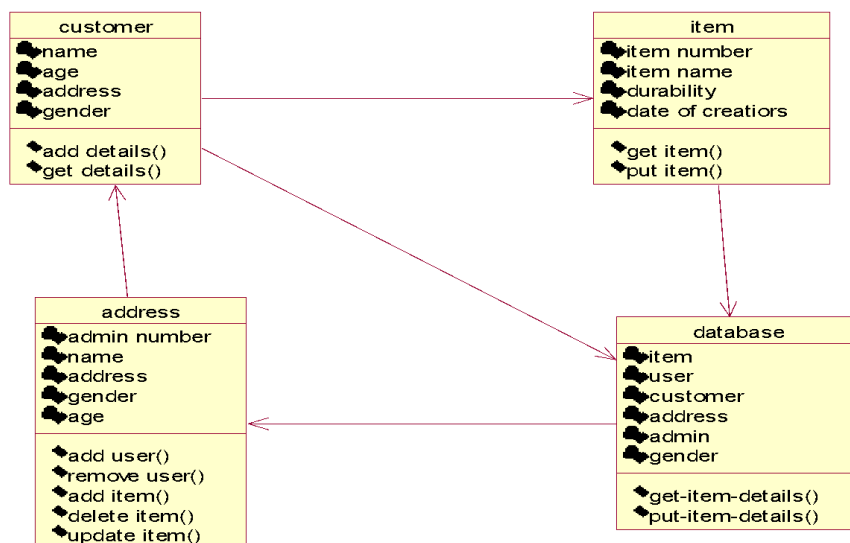 customer
name
age
address
gender
add details()
get details()
item
item number
item name
durability
date of creatiors
get item()
put item()
address
admin number
name
address
gender
age
add user()
remove user()
add item()
delete item()
update item()
database
item
user
customer
address
admin
gender
get-item-details()
put-item-details()